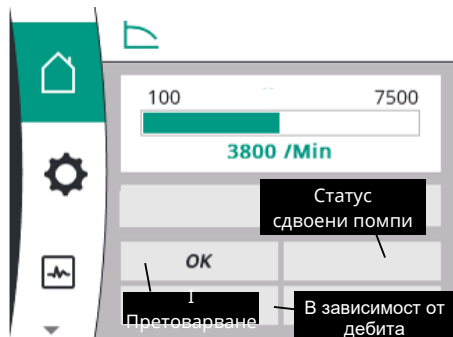 100 7500
3800 /Min
Статус
сдвоени помпи
OK
I
Претоварване
В зависимост от
дебита